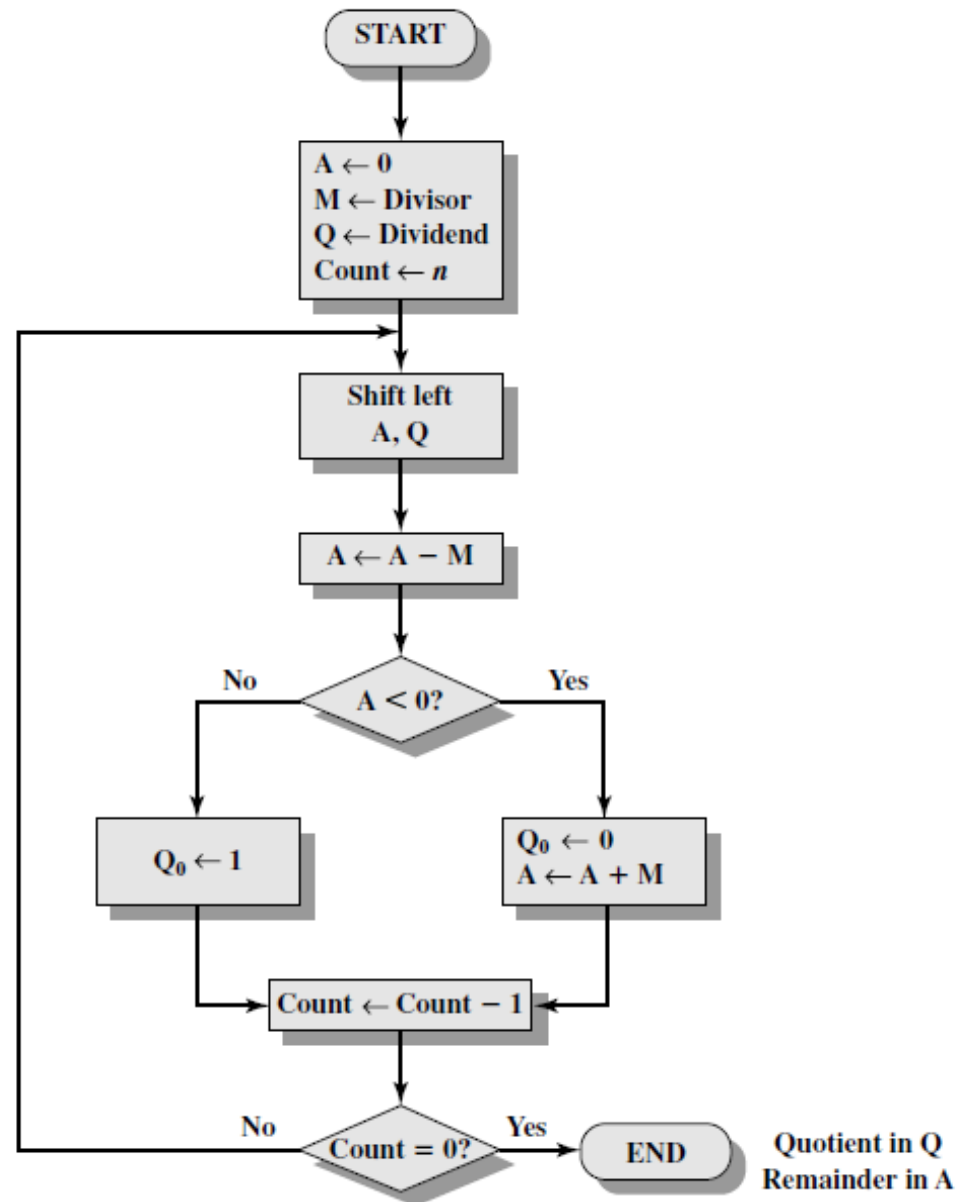 START
A ← 0
M ← Divisor
Q ← Dividend
Count ← n
Shift left
A, Q
A ← A − M
No
A < 0?
Yes
Q₀ ← 1
Q₀ ← 0
A ← A + M
Count ← Count − 1
No
Count = 0?
Yes
END
Quotient in Q
Remainder in A